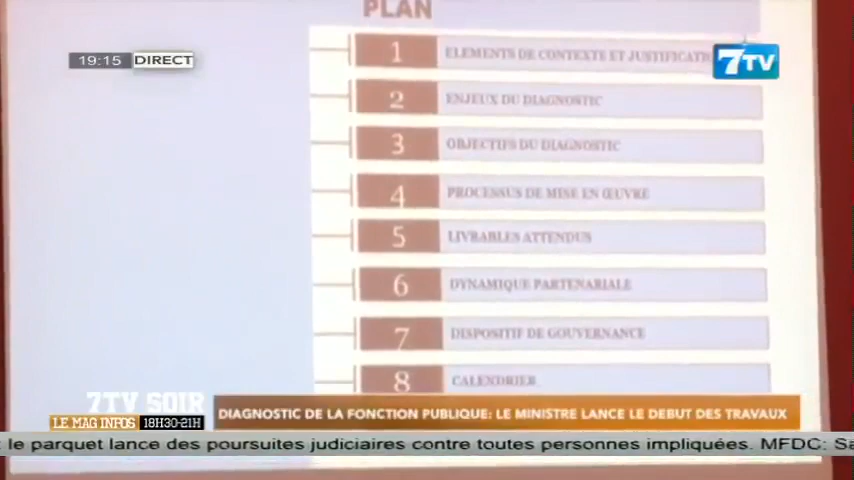 PLAN
19:15 DIRECT
7TV
1 ELEMENTS DE CONTEXTE ET
2 ENJEUX DU DIAGNOSTIC
3 OBJECTIFS DU DIAGNOSTIC
4 PROCESSUS DE MISE EN ŒUVRE
5 LIVRABLES ATTENDUS
6 DYNAMIQUE PARTENARIALE
7 DISPOSITIF DE GOUVERNANCE
8 CALENDRIER
7TV SOIR
LE MAG INFOS 18H30-21H
DIAGNOSTIC DE LA FONCTION PUBLIQUE: LE MINISTRE LANCE LE DEBUT DES TRAVAUX
le parquet lance des poursuites judiciaires contre toutes personnes impliquées. MFDC: